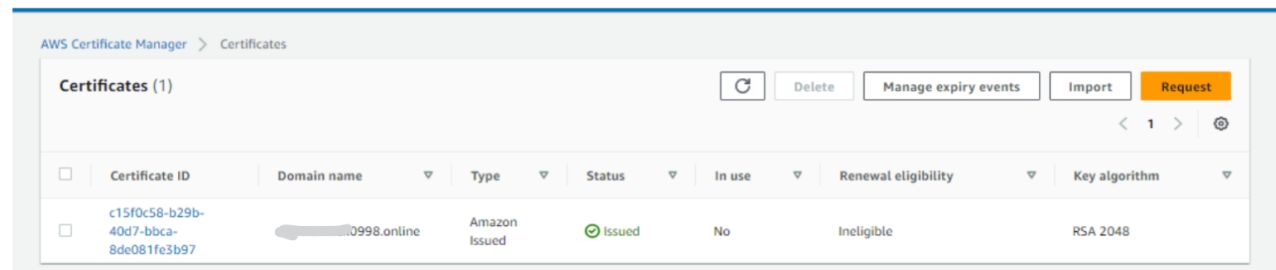 AWS Certificate Manager > Certificates
Certificates (1)
Delete
Manage expiry events
Import
Request
< 1 >
Certificate ID
Domain name
Type
Status
In use
Renewal eligibility
Key algorithm
c15f0c58-b29b-
40d7-bbca-
8de081fe3b97
0998.online
Amazon
Issued
Issued
No
Ineligible
RSA 2048